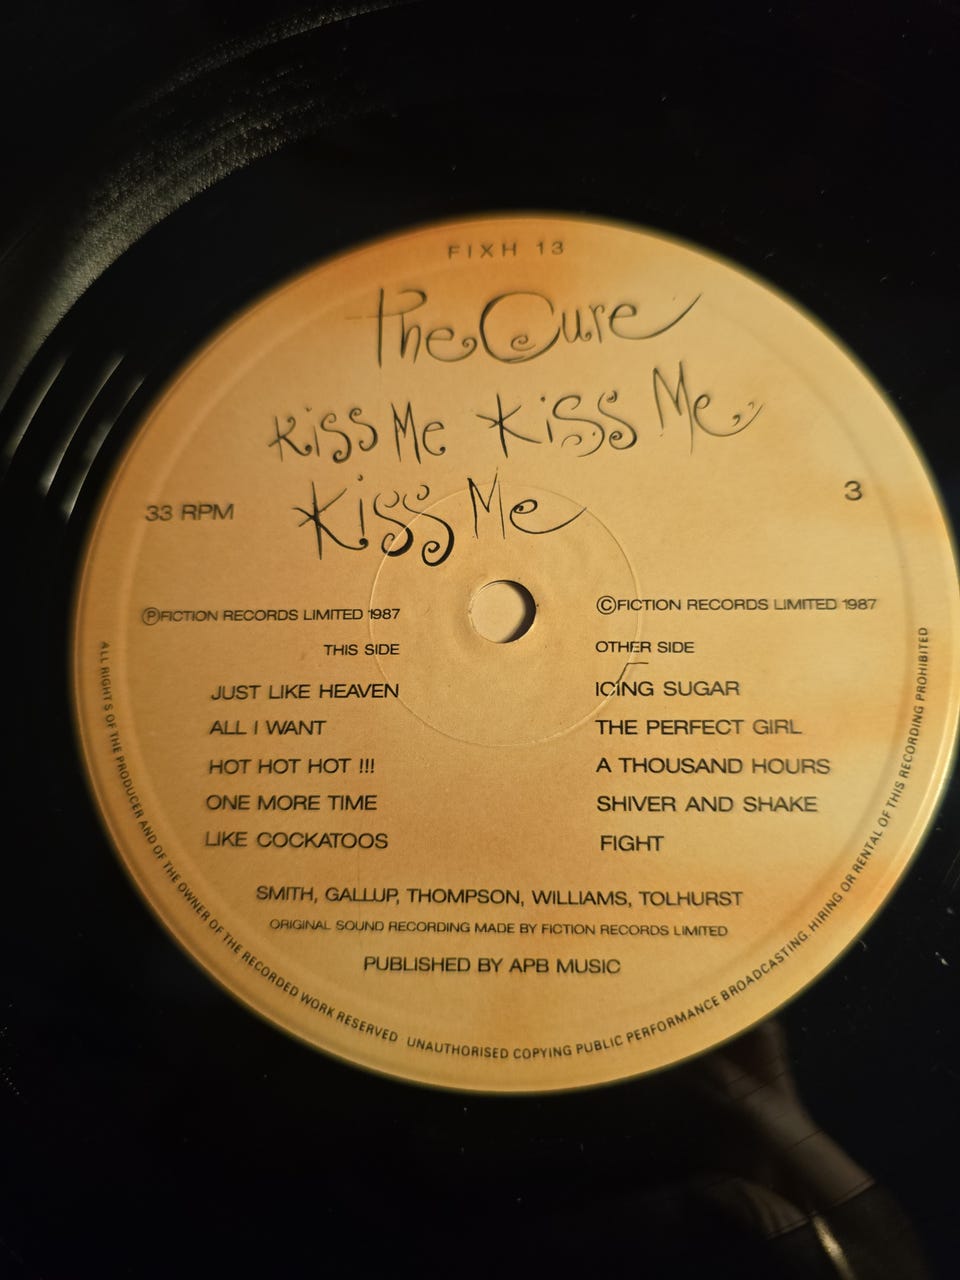 FIXH 13
The Cure
Kiss Me Kiss Me
Kiss Me
33 RPM
3
ⓅFICTION RECORDS LIMITED 1987
THIS SIDE
JUST LIKE HEAVEN
ALL I WANT
HOT HOT HOT !!!
ONE MORE TIME
LIKE COCKATOOS
©FICTION RECORDS LIMITED 1987
OTHER SIDE
ICING SUGAR
THE PERFECT GIRL
A THOUSAND HOURS
SHIVER AND SHAKE
FIGHT
SMITH, GALLUP, THOMPSON, WILLIAMS, TOLHURST
ORIGINAL SOUND RECORDING MADE BY FICTION RECORDS LIMITED
PUBLISHED BY APB MUSIC
ALL RIGHTS OF THE PRODUCER AND OF THE OWNER OF THE RECORDED WORK RESERVED UNAUTHORISED COPYING PUBLIC PERFORMANCE BROADCASTING. HIRING OR RENTAL OF THIS RECORDING PROHIBITED